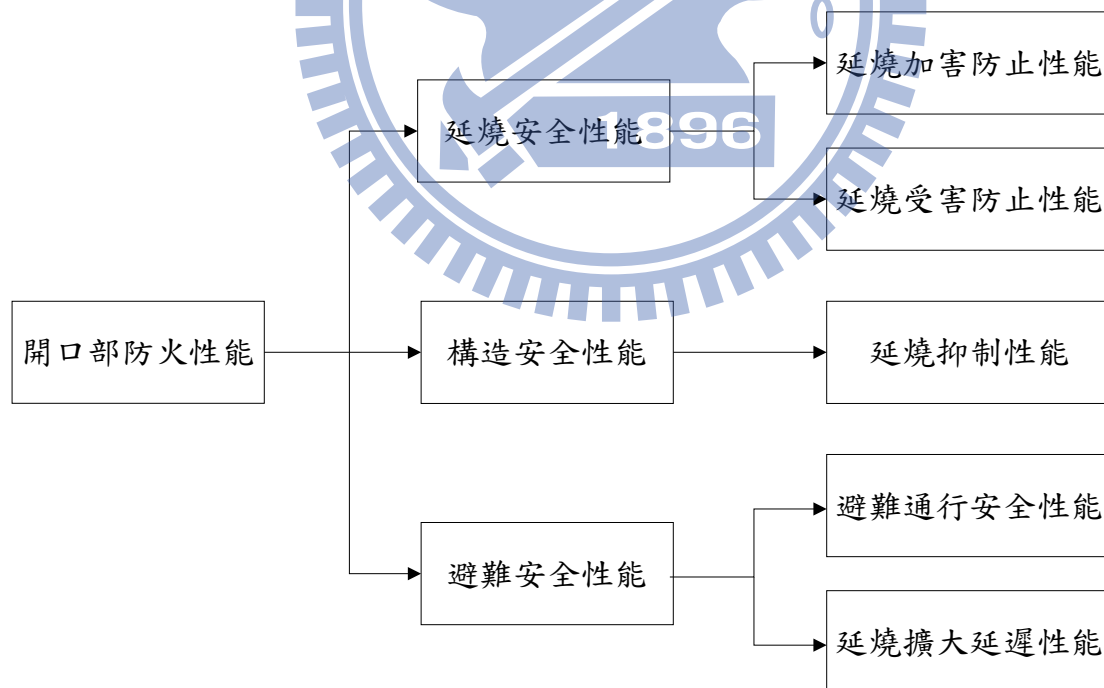 延燒加害防止性能
延燒安全性能
1896
延燒受害防止性能
開口部防火性能
構造安全性能
延燒抑制性能
避難通行安全性能
避難安全性能
延燒擴大延遲性能